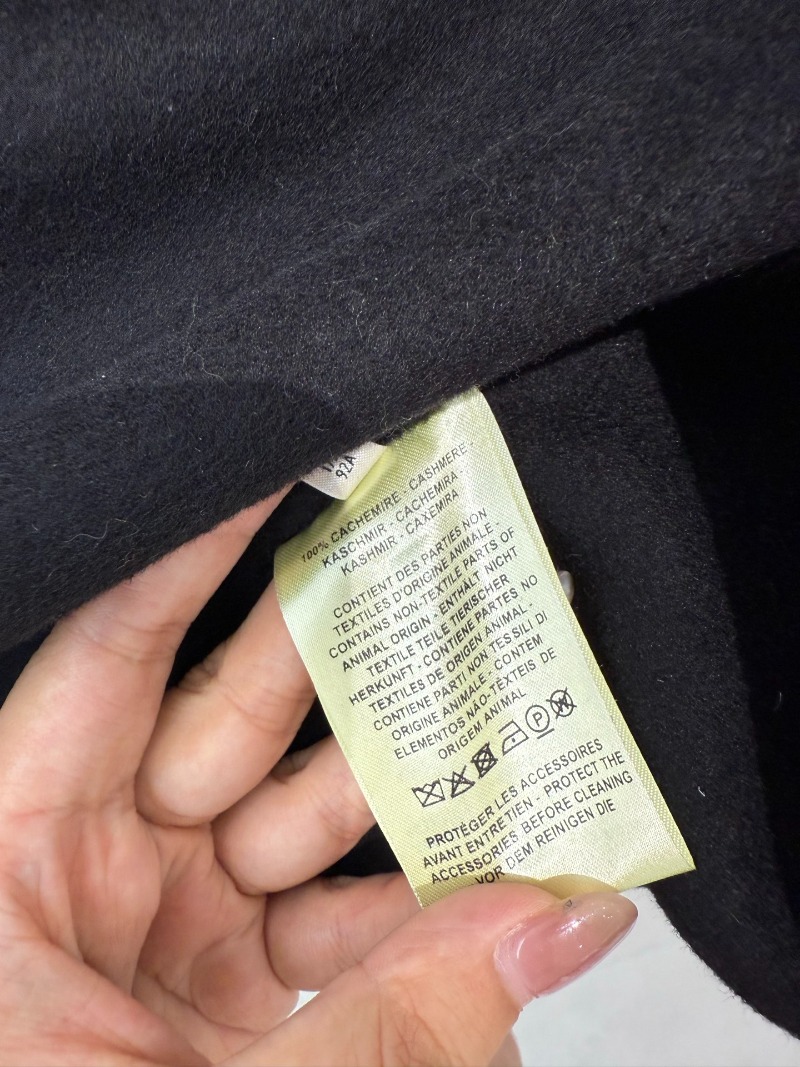 92A
100% CACHEMIRE - CASHMERE -
KASCHMIR - CACHEMIRA -
KASHMIR - CAXEMIRA
CONTIENT DES PARTIES NON
TEXTILES D'ORIGINE ANIMALE -
CONTAINS NON-TEXTILE PARTS OF
ANIMAL ORIGIN - ENTHÄLT NICHT
TEXTILE TEILE TIERISCHER
HERKUNFT - CONTIENE PARTES NO
TEXTILES DE ORIGEN ANIMAL -
CONTIENE PARTI NON TESSILI DI
ORIGINE ANIMALE - CONTEM
ELEMENTOS NÃO-TÊXTEIS DE
ORIGEM ANIMAL
P W
PROTÉGER LES ACCESSOIRES
AVANT ENTRETIEN - PROTECT THE
ACCESSORIES BEFORE CLEANING
VOR DEM REINIGEN DIE